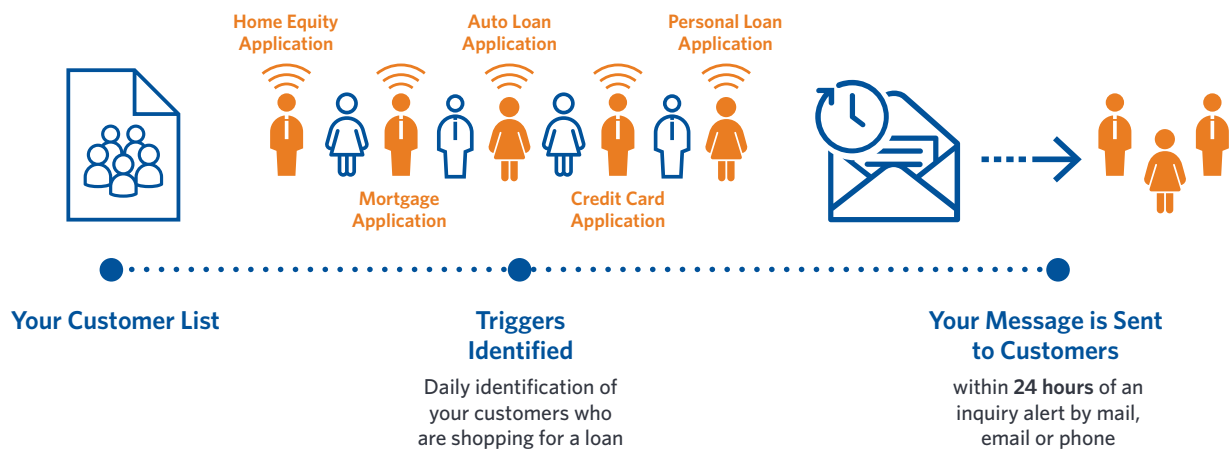 Home Equity
Application
Auto Loan
Application
Personal Loan
Application
Mortgage
Application
Credit Card
Application
Your Customer List
Triggers
Identified
Daily identification of
your customers who
are shopping for a loan
Your Message is Sent
to Customers
within 24 hours of an
inquiry alert by mail,
email or phone